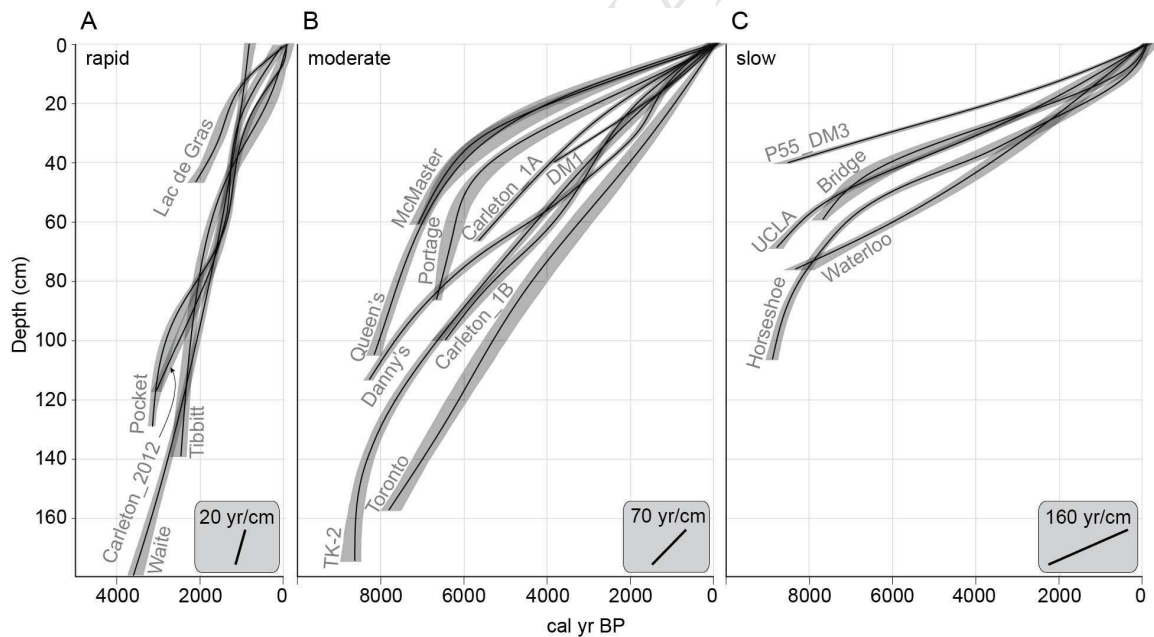 A
B
C
rapid
moderate
slow
Depth (cm)
0
20
40
60
80
100
120
140
160
Lac de Gras
Pocket
Carleton_2012
Tibbitt
Waite
20 yr/cm
McMaster
Portage
Carleton_1A
DM1
Queen's
Danny's
Carleton_1B
Toronto
TK-2
70 yr/cm
P55_DM3
Bridge
UCLA
Waterloo
Horseshoe
160 yr/cm
4000 2000 0
8000 6000 4000 2000 0
8000 6000 4000 2000 0
cal yr BP